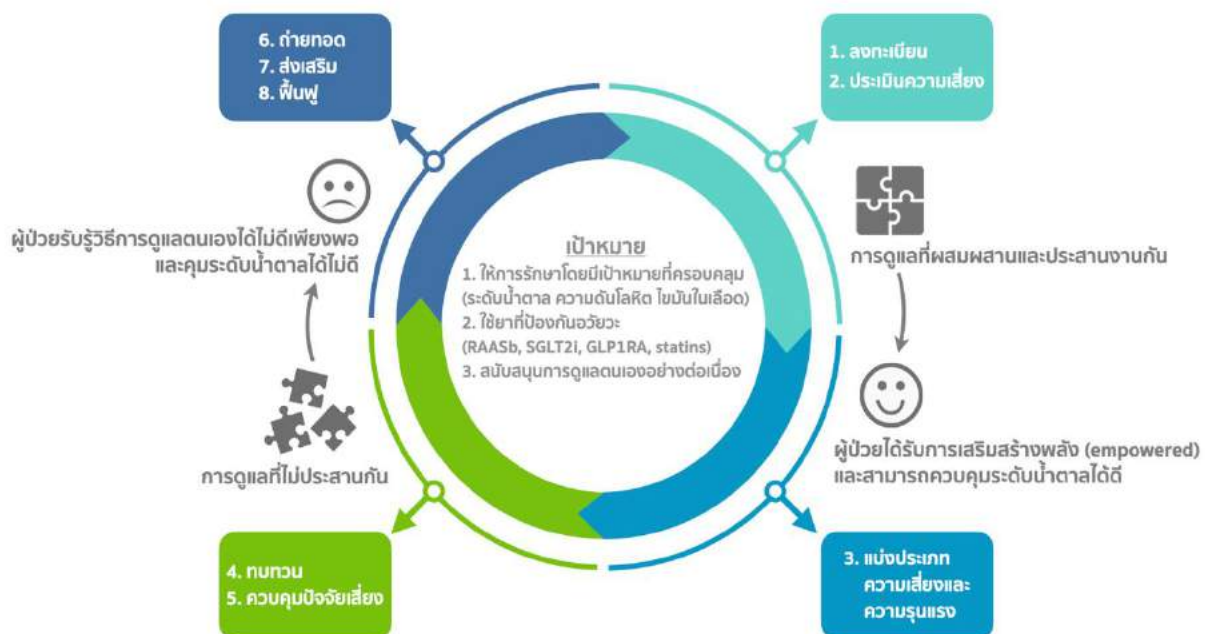 6. ถ่ายทอด
7. ส่งเสริม
8. ฟื้นฟู
1. ลงทะเบียน
2. ประเมินความเสี่ยง
ผู้ป่วยรับรู้วิธีการดูแลตนเองได้ไม่ดีเพียงพอ
และคุมระดับน้ำตาลได้ไม่ดี
เป้าหมาย
1. ให้การรักษาโดยมีเป้าหมายที่ครอบคลุม
(ระดับน้ำตาล ความดันโลหิต ไขมันในเลือด)
2. ใช้ยาที่ป้องกันอวัยวะ
(RAASb, SGLT2i, GLP1RA, statins)
3. สนับสนุนการดูแลตนเองอย่างต่อเนื่อง
การดูแลที่ผสมผสานและประสานงานกัน
การดูแลที่ไม่ประสานกัน
ผู้ป่วยได้รับการเสริมสร้างพลัง (empowered)
และสามารถควบคุมระดับน้ำตาลได้ดี
4. ทบทวน
5. ควบคุมปัจจัยเสี่ยง
3. แบ่งประเภท
ความเสี่ยงและ
ความรุนแรง